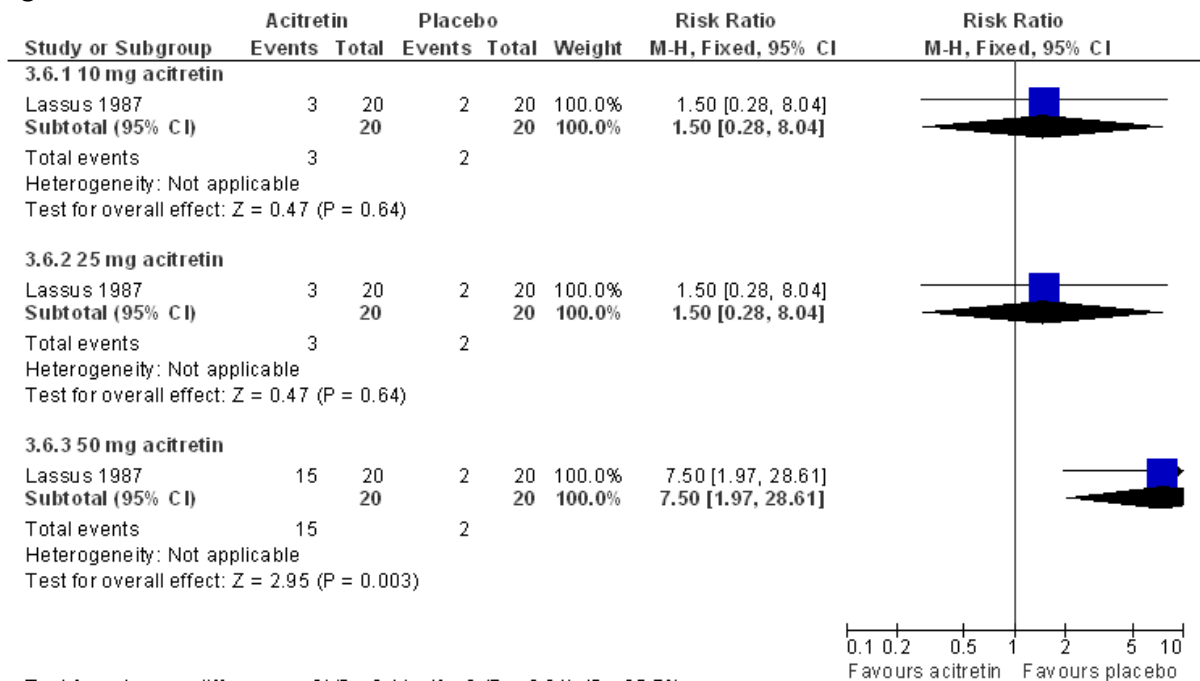 Acitretin Placebo Risk Ratio Risk Ratio
Study or Subgroup Events Total Events Total Weight M-H, Fixed, 95% CI M-H, Fixed, 95% CI
3.6.1 10 mg acitretin
Lassus 1987 3 20 2 20 100.0% 1.50 [0.28, 8.04]
Subtotal (95% CI) 20 20 100.0% 1.50 [0.28, 8.04]
Total events 3 2
Heterogeneity: Not applicable
Test for overall effect: Z = 0.47 (P = 0.64)
3.6.2 25 mg acitretin
Lassus 1987 3 20 2 20 100.0% 1.50 [0.28, 8.04]
Subtotal (95% CI) 20 20 100.0% 1.50 [0.28, 8.04]
Total events 3 2
Heterogeneity: Not applicable
Test for overall effect: Z = 0.47 (P = 0.64)
3.6.3 50 mg acitretin
Lassus 1987 15 20 2 20 100.0% 7.50 [1.97, 28.61]
Subtotal (95% CI) 20 20 100.0% 7.50 [1.97, 28.61]
Total events 15 2
Heterogeneity: Not applicable
Test for overall effect: Z = 2.95 (P = 0.003)
0.1 0.2 0.5 1 2 5 10
Favours acitretin Favours placebo